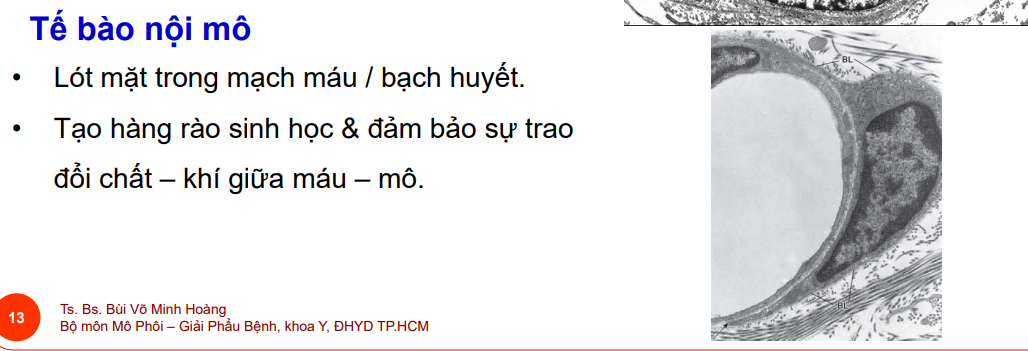 Tế bào nội mô
• Lót mặt trong mạch máu / bạch huyết.
• Tạo hàng rào sinh học & đảm bảo sự trao
đổi chất – khí giữa máu – mô.
BL
BL
13
Ts. Bs. Bùi Võ Minh Hoàng
Bộ môn Mô Phôi – Giải Phẩu Bệnh, khoa Y, ĐHYD TP.HCM